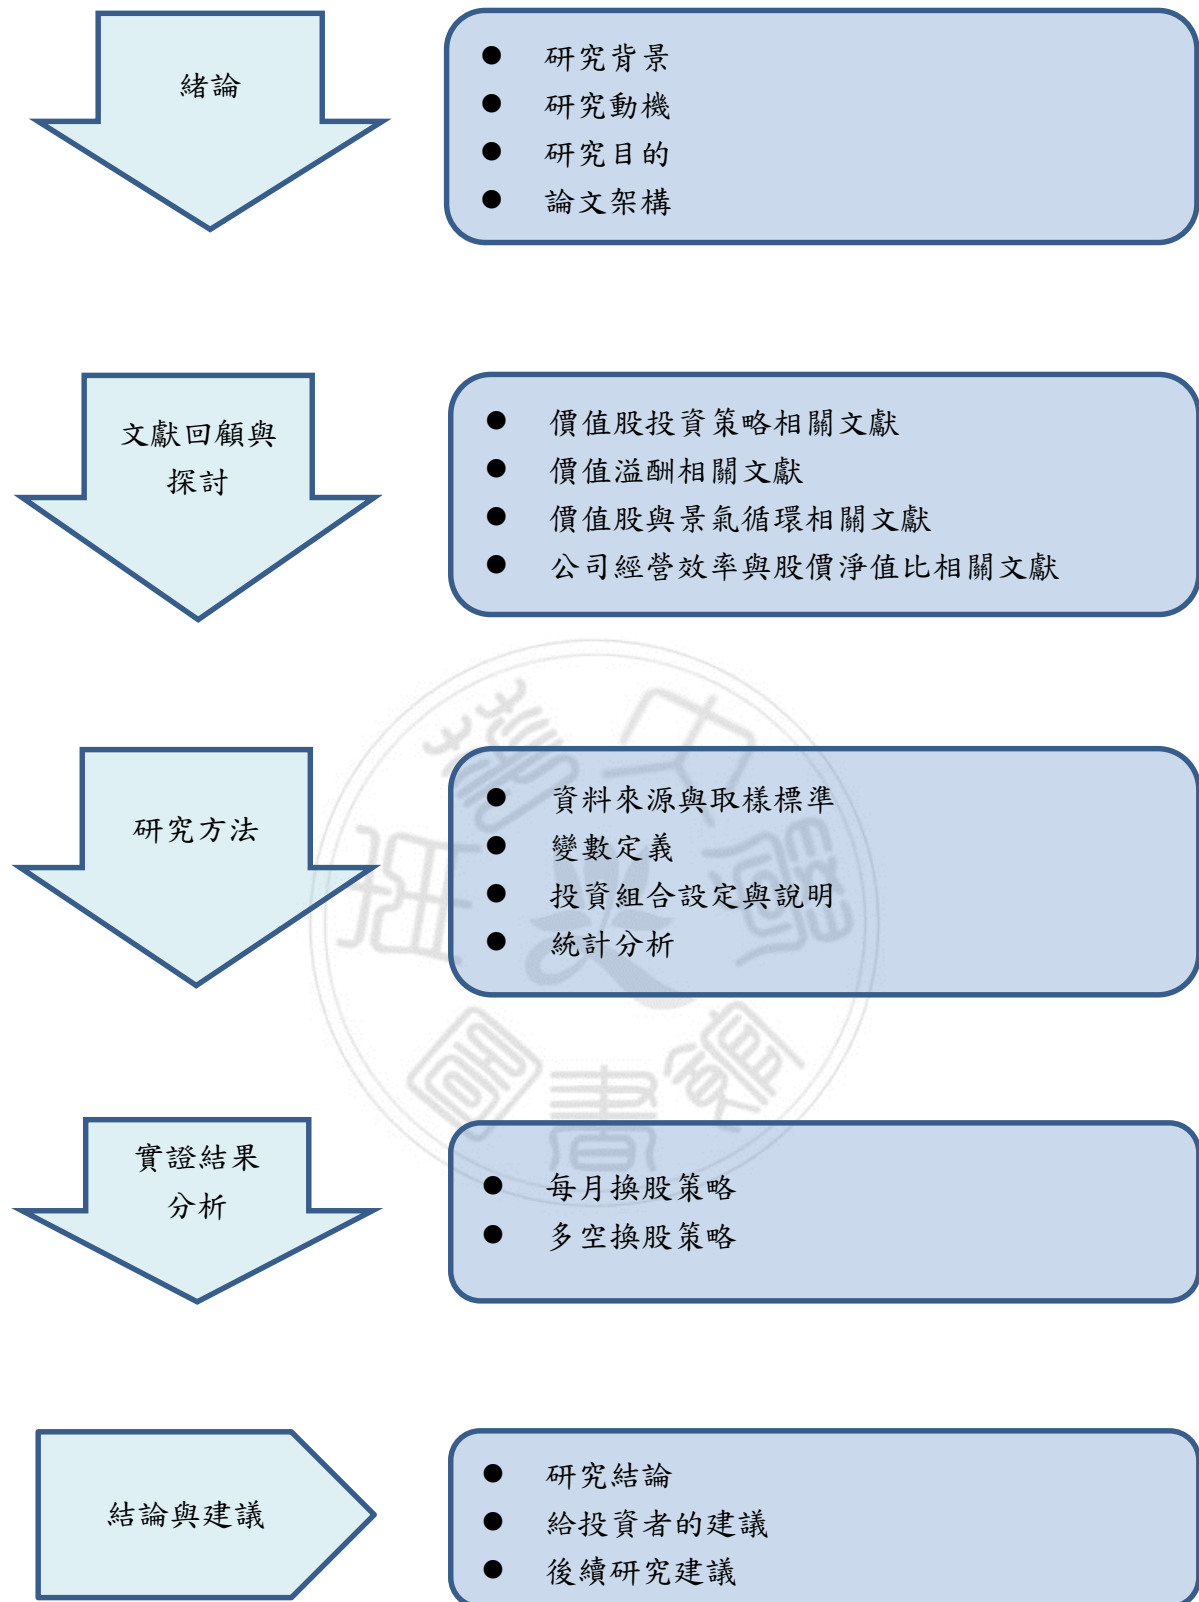 緒論
● 研究背景
● 研究動機
● 研究目的
● 論文架構
文獻回顧與
探討
● 價值股投資策略相關文獻
● 價值溢酬相關文獻
● 價值股與景氣循環相關文獻
● 公司經營效率與股價淨值比相關文獻
研究方法
● 資料來源與取樣標準
● 變數定義
● 投資組合設定與說明
● 統計分析
實證結果
分析
● 每月換股策略
● 多空換股策略
結論與建議
● 研究結論
● 給投資者的建議
● 後續研究建議